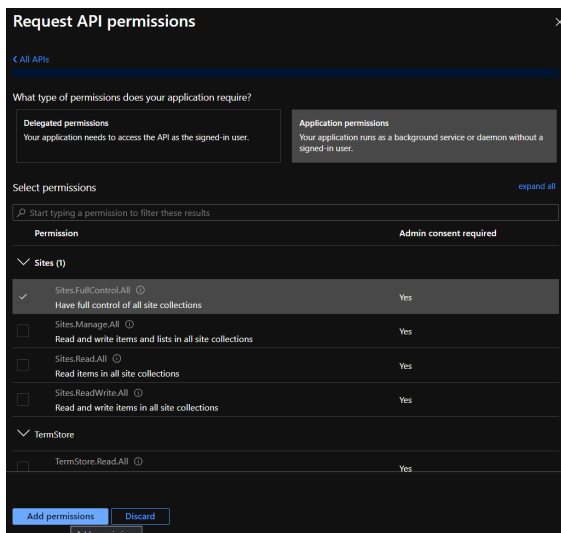 Request API permissions
All APIs
What type of permissions does your application require?
Delegated permissions
Your application needs to access the API as the signed-in user.
Application permissions
Your application runs as a background service or daemon without a
signed-in user.
Select permissions
expand all
Start typing a permission to filter these results
Permission
Admin consent required
Sites (1)
Sites.FullControl.All
Have full control of all site collections
Yes
Sites.Manage.All
Read and write items and lists in all site collections
Yes
Sites.Read.All
Read items in all site collections
Yes
Sites.ReadWrite.All
Read and write items in all site collections
Yes
TermStore
TermStore.Read.All
Yes
Add permissions
Discard